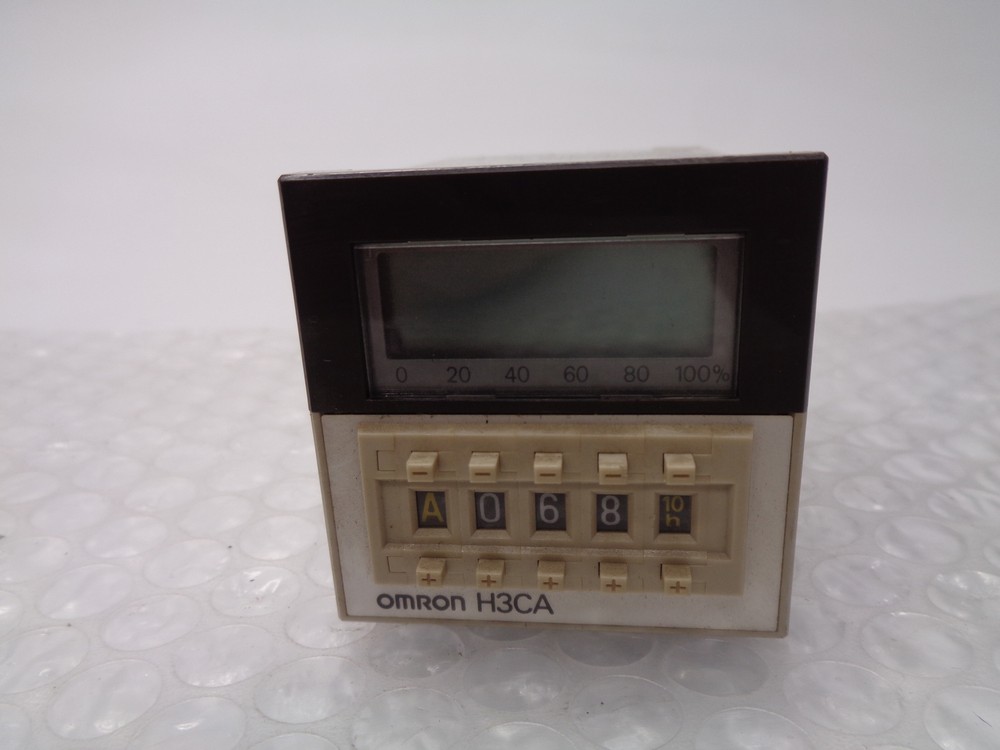 0 20 40 60 80 100%
- - - - -
A 0 6 8 10h
+ + + + +
OMRON H3CA